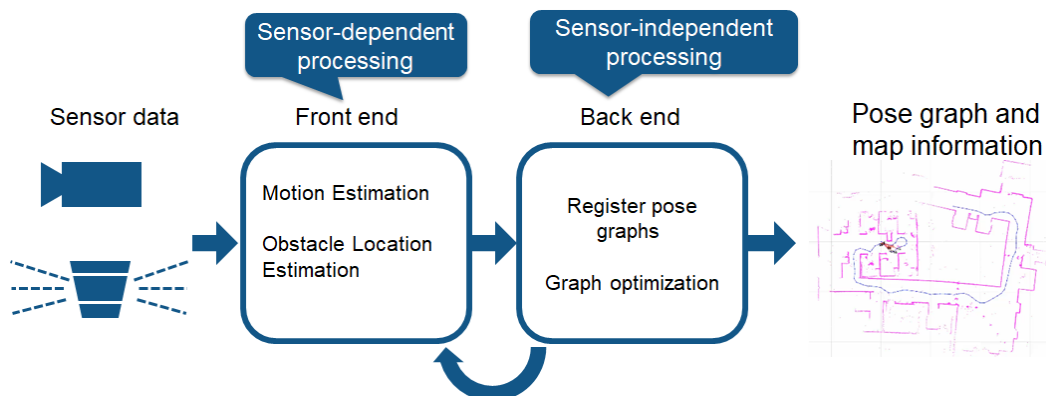 Sensor-dependent
processing
Sensor-independent
processing
Sensor data
Front end
Back end
Pose graph and
map information
Motion Estimation
Obstacle Location
Estimation
Register pose
graphs
Graph optimization